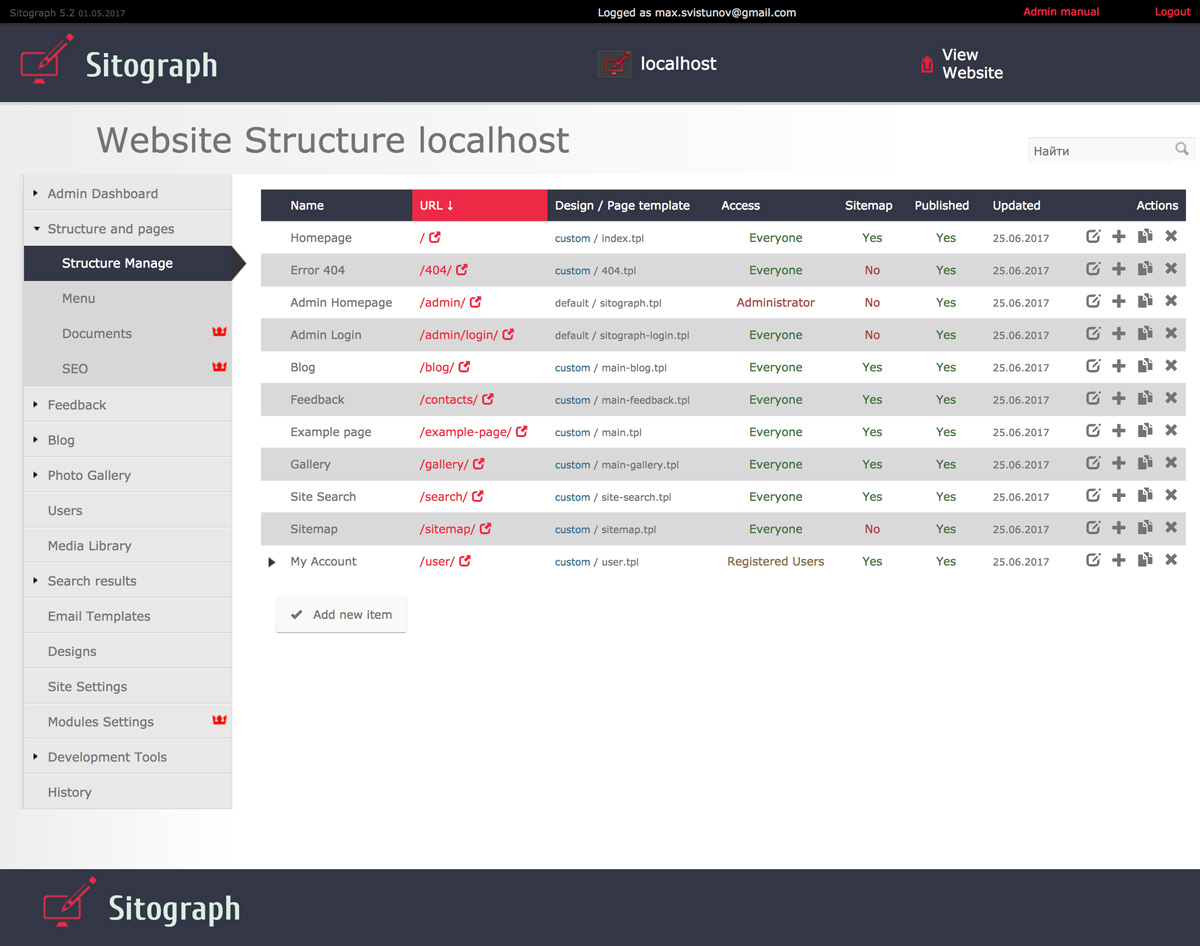 Sitograph 5.2 01.05.2017 Logged as max.svistunov@gmail.com Admin manual Logout
Sitograph localhost View Website
Website Structure localhost
Найти
Admin Dashboard
Structure and pages
Structure Manage
Menu
Documents
SEO
Feedback
Blog
Photo Gallery
Users
Media Library
Search results
Email Templates
Designs
Site Settings
Modules Settings
Development Tools
History
Name URL ↓ Design / Page template Access Sitemap Published Updated Actions
Homepage / custom / index.tpl Everyone Yes Yes 25.06.2017
Error 404 /404/ custom / 404.tpl Everyone No Yes 25.06.2017
Admin Homepage /admin/ default / sitograph.tpl Administrator No Yes 25.06.2017
Admin Login /admin/login/ default / sitograph-login.tpl Everyone No Yes 25.06.2017
Blog /blog/ custom / main-blog.tpl Everyone Yes Yes 25.06.2017
Feedback /contacts/ custom / main-feedback.tpl Everyone Yes Yes 25.06.2017
Example page /example-page/ custom / main.tpl Everyone Yes Yes 25.06.2017
Gallery /gallery/ custom / main-gallery.tpl Everyone Yes Yes 25.06.2017
Site Search /search/ custom / site-search.tpl Everyone Yes Yes 25.06.2017
Sitemap /sitemap/ custom / sitemap.tpl Everyone No Yes 25.06.2017
My Account /user/ custom / user.tpl Registered Users Yes Yes 25.06.2017
Add new item
Sitograph